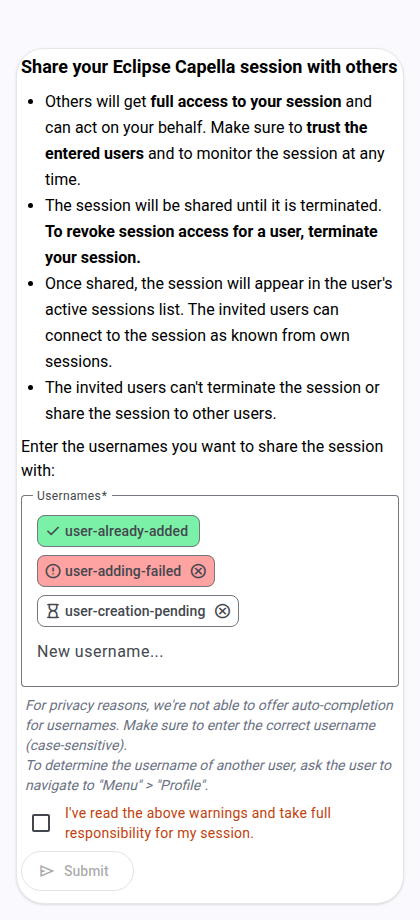 Share your Eclipse Capella session with others
Others will get full access to your session and
can act on your behalf. Make sure to trust the
entered users and to monitor the session at any
time.
The session will be shared until it is terminated.
To revoke session access for a user, terminate
your session.
Once shared, the session will appear in the user's
active sessions list. The invited users can
connect to the session as known from own
sessions.
The invited users can't terminate the session or
share the session to other users.
Enter the usernames you want to share the session
with:
Usernames*
user-already-added
user-adding-failed
user-creation-pending
New username...
For privacy reasons, we're not able to offer auto-completion
for usernames. Make sure to enter the correct username
(case-sensitive).
To determine the username of another user, ask the user to
navigate to "Menu" > "Profile".
I've read the above warnings and take full
responsibility for my session.
Submit